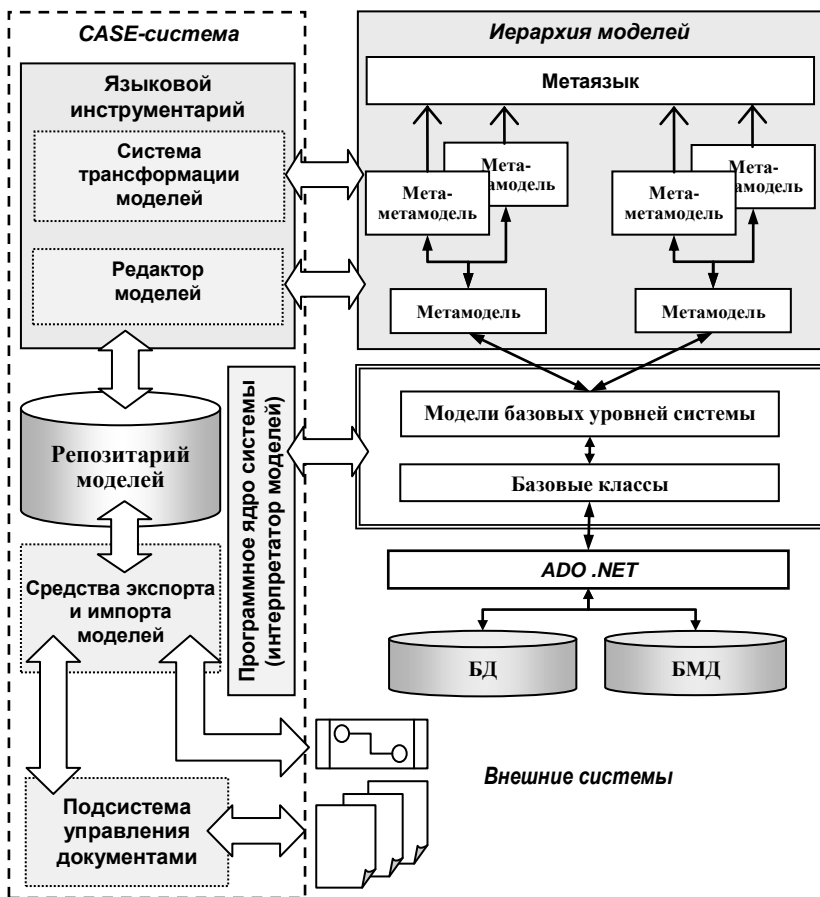 CASE-система
Языковой
инструментарий
Система
трансформации
моделей
Редактор
моделей
Репозитарий
моделей
Средства экспорта
и импорта
моделей
Подсистема
управления
документами
Программное ядро системы
(интерпретатор моделей)
Иерархия моделей
Метаязык
Мета-
амодель
Мета-
метамодель
Мета-
амодель
Мета-
метамодель
Метамодель
Метамодель
Модели базовых уровней системы
Базовые классы
ADO .NET
БД
БМД
Внешние системы